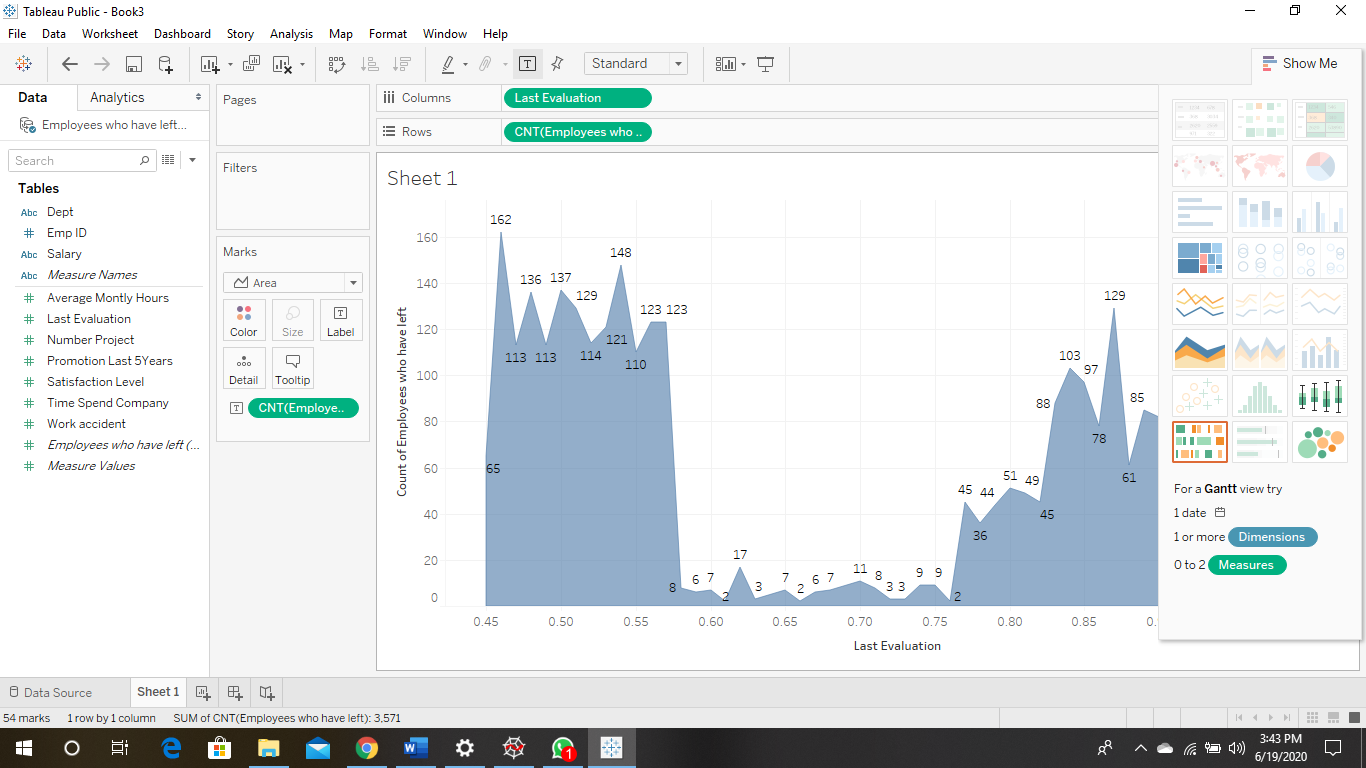 Tableau Public - Book3
File Data Worksheet Dashboard Story Analysis Map Format Window Help
Standard
Show Me
Data Analytics
Employees who have left...
Search
Tables
Abc Dept
# Emp ID
Abc Salary
Abc Measure Names
# Average Montly Hours
# Last Evaluation
# Number Project
# Promotion Last 5Years
# Satisfaction Level
# Time Spend Company
# Work accident
# Employees who have left (...
# Measure Values
Pages
Filters
Marks
Area
Color Size Label
Detail Tooltip
CNT(Employe..
Columns Last Evaluation
Rows CNT(Employees who ..
Sheet 1
Count of Employees who have left
160
140
120
100
80
60
40
20
0
65 162 113 136 113 137 129 114 121 148 110 123 123 8 6 7 2 17 3 7 2 6 7 11 8 3 3 9 9 2 45 36 44 51 49 45 88 103 97 78 129 61 85
0.45 0.50 0.55 0.60 0.65 0.70 0.75 0.80 0.85
Last Evaluation
For a Gantt view try
1 date
1 or more Dimensions
0 to 2 Measures
Data Source Sheet 1
54 marks 1 row by 1 column SUM of CNT(Employees who have left): 3,571
1
3:43 PM
6/19/2020